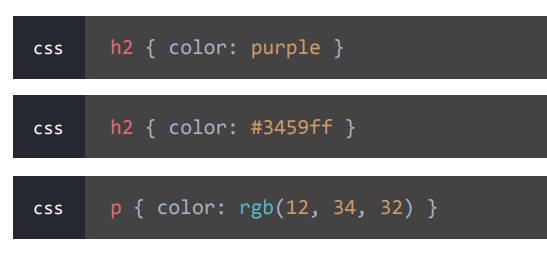 css h2 { color: purple }
css h2 { color: #3459ff }
css p { color: rgb(12, 34, 32) }